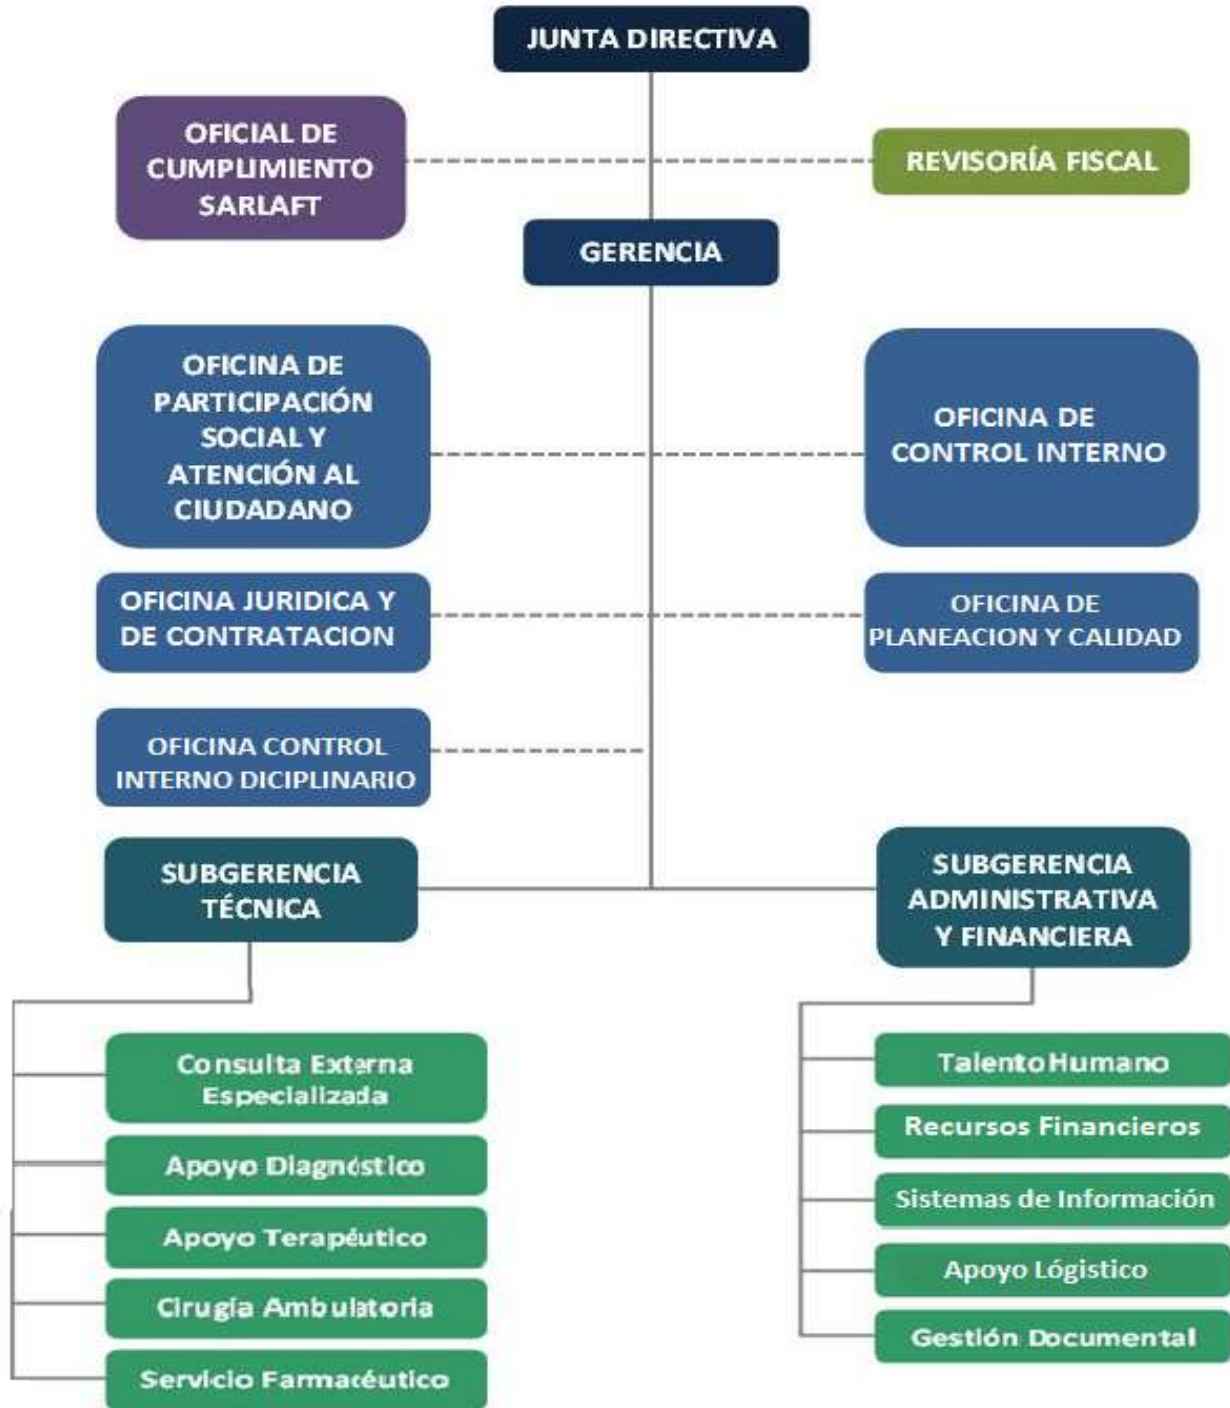 JUNTA DIRECTIVA
OFICIAL DE
CUMPLIMIENTO
SARLAFT
REVISORÍA FISCAL
GERENCIA
OFICINA DE
PARTICIPACIÓN
SOCIAL Y
ATENCIÓN AL
CIUDADANO
OFICINA DE
CONTROL INTERNO
OFICINA JURIDICA Y
DE CONTRATACION
OFICINA DE
PLANEACION Y CALIDAD
OFICINA CONTROL
INTERNO DICIPLINARIO
SUBGERENCIA
TÉCNICA
SUBGERENCIA
ADMINISTRATIVA
Y FINANCIERA
Consulta Externa
Especializada
Apoyo Diagnóstico
Apoyo Terapéutico
Cirugía Ambulatoria
Servicio Farmacéutico
Talento Humano
Recursos Financieros
Sistemas de Información
Apoyo Lógistico
Gestión Documental